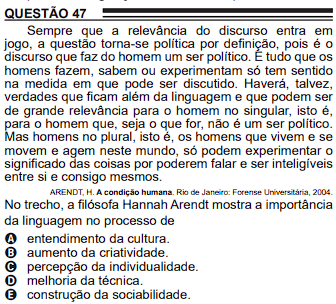 QUESTÃO 47
Sempre que a relevância do discurso entra em
jogo, a questão torna-se política por definição, pois é o
discurso que faz do homem um ser político. E tudo que os
homens fazem, sabem ou experimentam só tem sentido
na medida em que pode ser discutido. Haverá, talvez,
verdades que ficam além da linguagem e que podem ser
de grande relevância para o homem no singular, isto é,
para o homem que, seja o que for, não é um ser político.
Mas homens no plural, isto é, os homens que vivem e se
movem e agem neste mundo, só podem experimentar o
significado das coisas por poderem falar e ser inteligíveis
entre si e consigo mesmos.
ARENDT, H. A condição humana. Rio de Janeiro: Forense Universitária, 2004.
No trecho, a filósofa Hannah Arendt mostra a importância
da linguagem no processo de
A entendimento da cultura.
B aumento da criatividade.
C percepção da individualidade.
D melhoria da técnica.
E construção da sociabilidade.